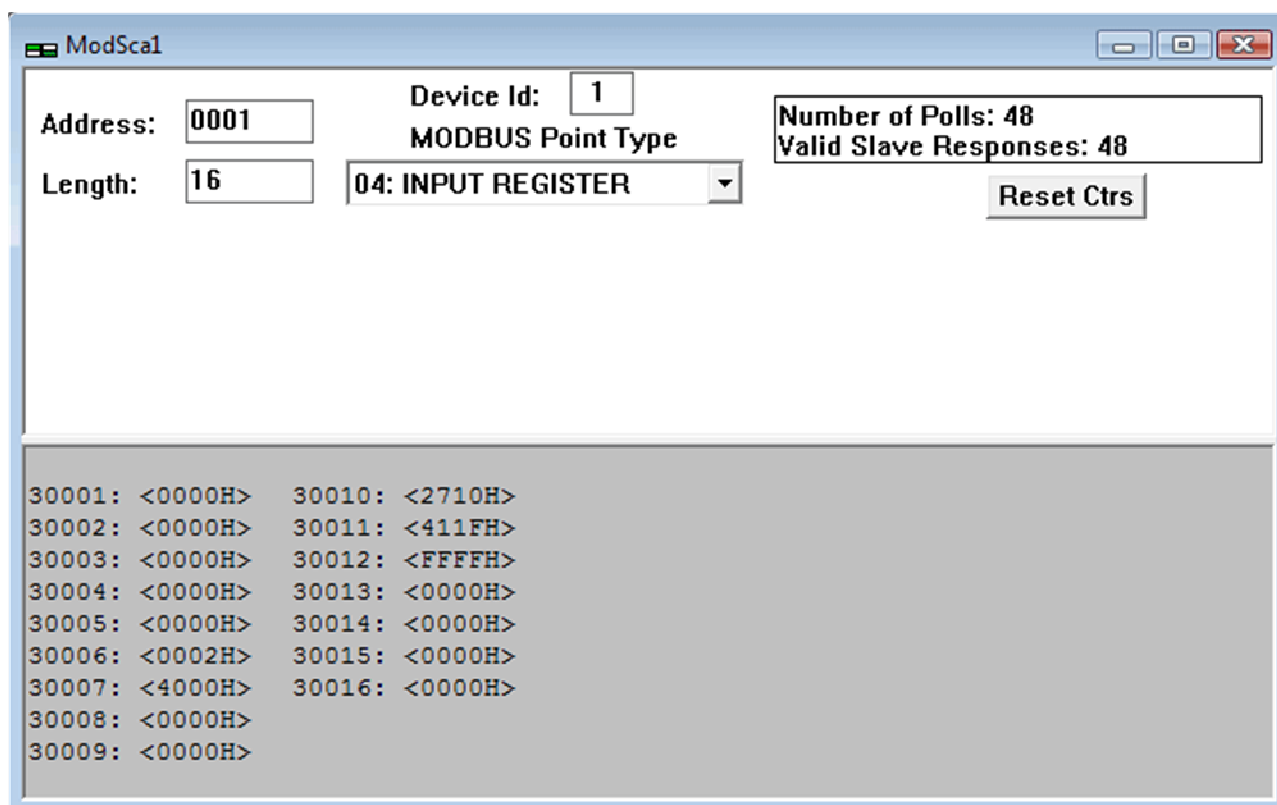 ModSca1
Device Id: 1
Address: 0001
MODBUS Point Type
Length: 16
04: INPUT REGISTER
Number of Polls: 48
Valid Slave Responses: 48
Reset Ctrs
30001: <0000H> 30010: <2710H>
30002: <0000H> 30011: <411FH>
30003: <0000H> 30012: <FFFFH>
30004: <0000H> 30013: <0000H>
30005: <0000H> 30014: <0000H>
30006: <0002H> 30015: <0000H>
30007: <4000H> 30016: <0000H>
30008: <0000H>
30009: <0000H>